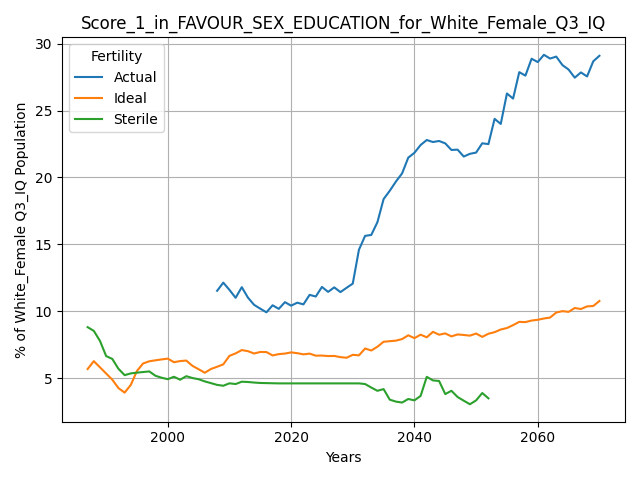 Score_1_in_FAVOUR_SEX_EDUCATION_for_White_Female_Q3_IQ
Fertility
Actual
Ideal
Sterile
% of White_Female Q3_IQ Population
30
25
20
15
10
5
2000
2020
2040
2060
Years